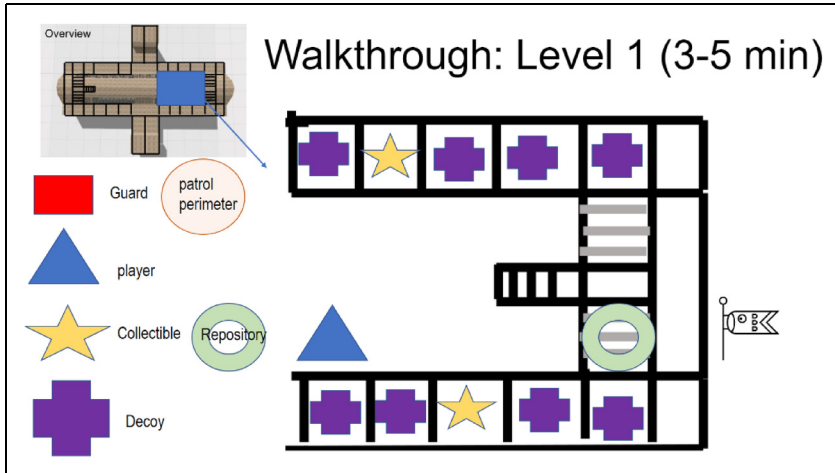 Overview
Walkthrough: Level 1 (3-5 min)
Guard
patrol
perimeter
player
Collectible
Repository
Decoy